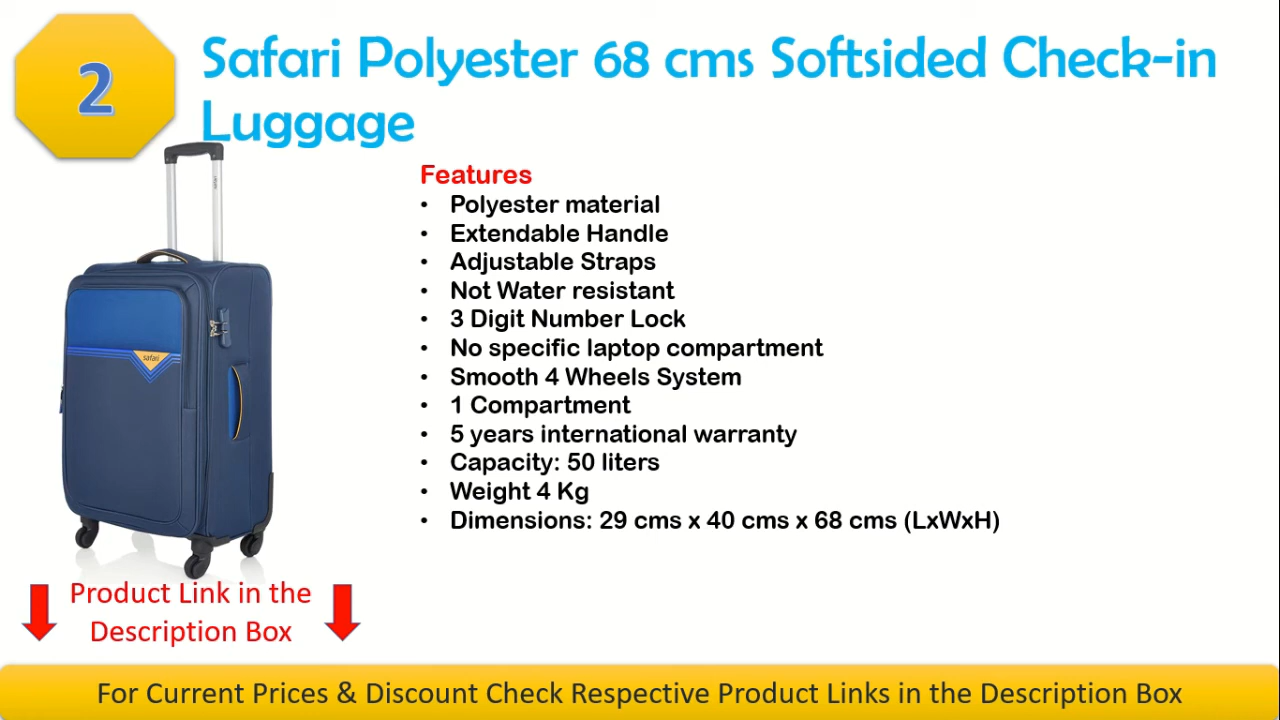 2
Safari Polyester 68 cms Softsided Check-in
Luggage
Features
• Polyester material
• Extendable Handle
• Adjustable Straps
• Not Water resistant
• 3 Digit Number Lock
• No specific laptop compartment
• Smooth 4 Wheels System
• 1 Compartment
• 5 years international warranty
• Capacity: 50 liters
• Weight 4 Kg
• Dimensions: 29 cms x 40 cms x 68 cms (LxWxH)
safari
Product Link in the
Description Box
For Current Prices & Discount Check Respective Product Links in the Description Box